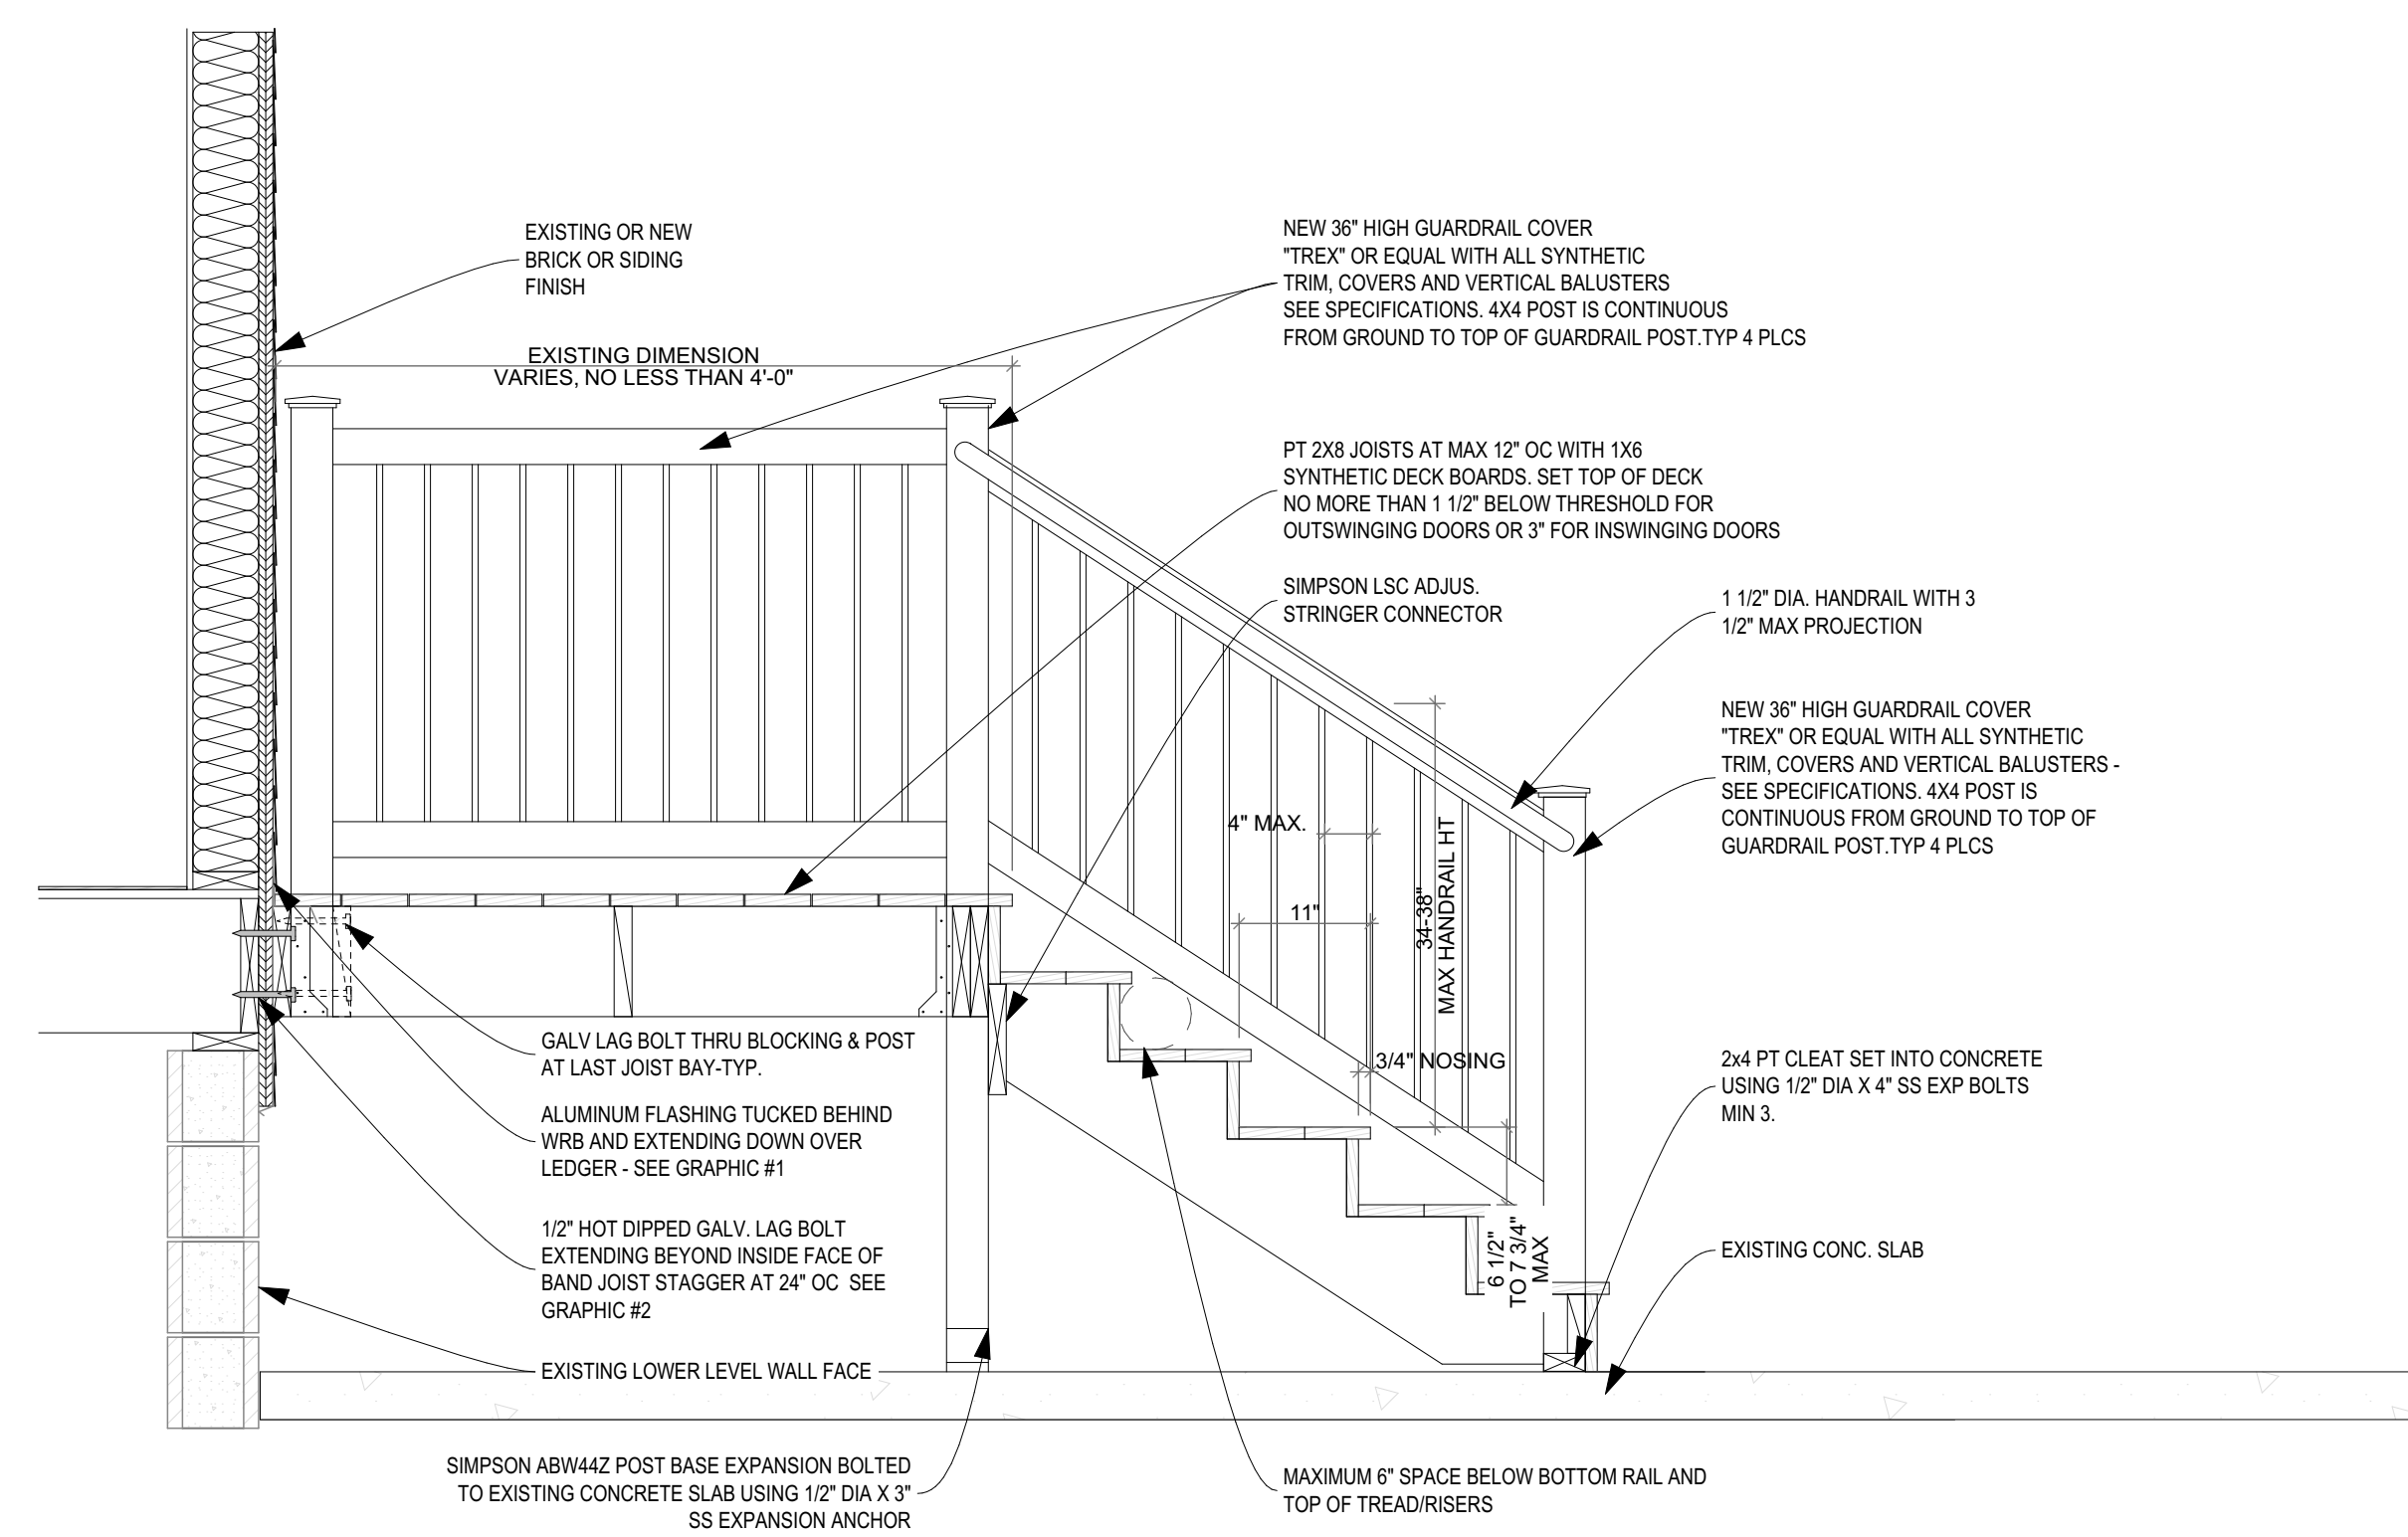 EXISTING OR NEW
BRICK OR SIDING
FINISH
EXISTING DIMENSION
VARIES, NO LESS THAN 4'-0"
NEW 36" HIGH GUARDRAIL COVER
"TREX" OR EQUAL WITH ALL SYNTHETIC
TRIM, COVERS AND VERTICAL BALUSTERS
SEE SPECIFICATIONS. 4X4 POST IS CONTINUOUS
FROM GROUND TO TOP OF GUARDRAIL POST.TYP 4 PLCS
PT 2X8 JOISTS AT MAX 12" OC WITH 1X6
SYNTHETIC DECK BOARDS. SET TOP OF DECK
NO MORE THAN 1 1/2" BELOW THRESHOLD FOR
OUTSWINGING DOORS OR 3" FOR INSWINGING DOORS
SIMPSON LSC ADJUS.
STRINGER CONNECTOR
1 1/2" DIA. HANDRAIL WITH 3
1/2" MAX PROJECTION
NEW 36" HIGH GUARDRAIL COVER
"TREX" OR EQUAL WITH ALL SYNTHETIC
TRIM, COVERS AND VERTICAL BALUSTERS -
SEE SPECIFICATIONS. 4X4 POST IS
CONTINUOUS FROM GROUND TO TOP OF
GUARDRAIL POST.TYP 4 PLCS
4" MAX.
11"
34-38"
MAX HANDRAIL HT
3/4" NOSING
6 1/2"
TO 7 3/4"
MAX
2x4 PT CLEAT SET INTO CONCRETE
USING 1/2" DIA X 4" SS EXP BOLTS
MIN 3.
EXISTING CONC. SLAB
GALV LAG BOLT THRU BLOCKING & POST
AT LAST JOIST BAY-TYP.
ALUMINUM FLASHING TUCKED BEHIND
WRB AND EXTENDING DOWN OVER
LEDGER - SEE GRAPHIC #1
1/2" HOT DIPPED GALV. LAG BOLT
EXTENDING BEYOND INSIDE FACE OF
BAND JOIST STAGGER AT 24" OC SEE
GRAPHIC #2
EXISTING LOWER LEVEL WALL FACE
SIMPSON ABW44Z POST BASE EXPANSION BOLTED
TO EXISTING CONCRETE SLAB USING 1/2" DIA X 3"
SS EXPANSION ANCHOR
MAXIMUM 6" SPACE BELOW BOTTOM RAIL AND
TOP OF TREAD/RISERS